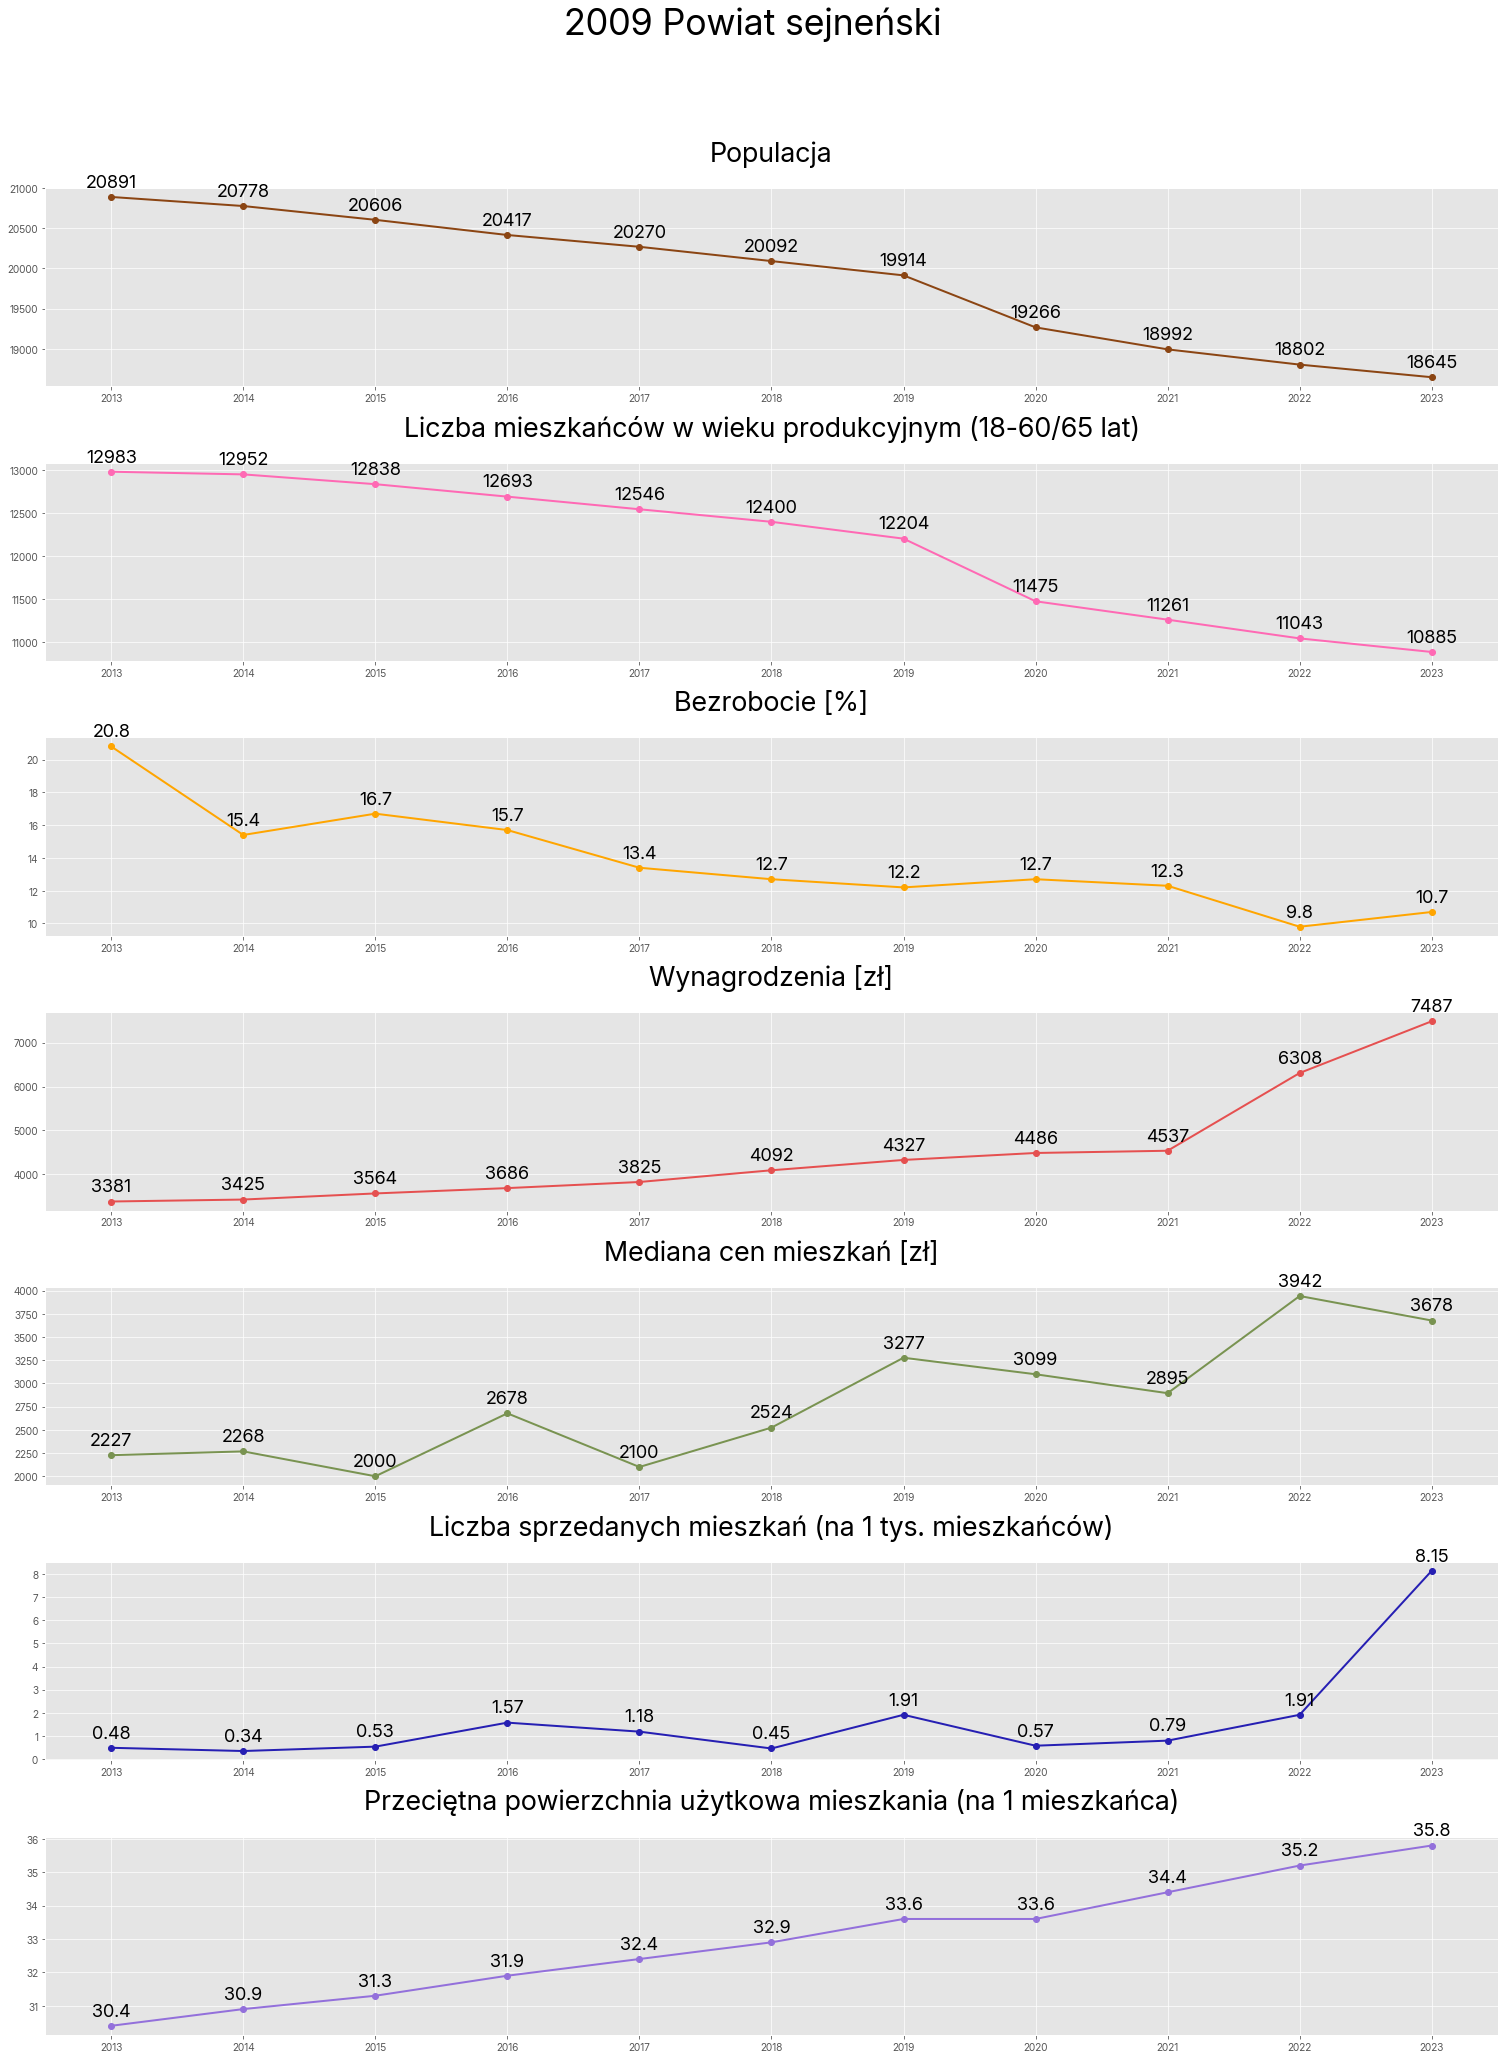 2009 Powiat sejneński
Populacja
20891 20778 20606 20417 20270 20092 19914 19266 18992 18802 18645
21000
20500
20000
19500
19000
2013 2014 2015 2016 2017 2018 2019 2020 2021 2022 2023
Liczba mieszkańców w wieku produkcyjnym (18-60/65 lat)
12983 12952 12838 12693 12546 12400 12204 11475 11261 11043 10885
13000
12500
12000
11500
11000
2013 2014 2015 2016 2017 2018 2019 2020 2021 2022 2023
Bezrobocie [%]
20.8 15.4 16.7 15.7 13.4 12.7 12.2 12.7 12.3 9.8 10.7
20
18
16
14
12
10
2013 2014 2015 2016 2017 2018 2019 2020 2021 2022 2023
Wynagrodzenia [zł]
3381 3425 3564 3686 3825 4092 4327 4486 4537 6308 7487
7000
6000
5000
4000
2013 2014 2015 2016 2017 2018 2019 2020 2021 2022 2023
Mediana cen mieszkań [zł]
2227 2268 2000 2678 2100 2524 3277 3099 2895 3942 3678
4000
3750
3500
3250
3000
2750
2500
2250
2000
2013 2014 2015 2016 2017 2018 2019 2020 2021 2022 2023
Liczba sprzedanych mieszkań (na 1 tys. mieszkańców)
0.48 0.34 0.53 1.57 1.18 0.45 1.91 0.57 0.79 1.91 8.15
8
7
6
5
4
3
2
1
0
2013 2014 2015 2016 2017 2018 2019 2020 2021 2022 2023
Przeciętna powierzchnia użytkowa mieszkania (na 1 mieszkańca)
30.4 30.9 31.3 31.9 32.4 32.9 33.6 33.6 34.4 35.2 35.8
36
35
34
33
32
31
2013 2014 2015 2016 2017 2018 2019 2020 2021 2022 2023